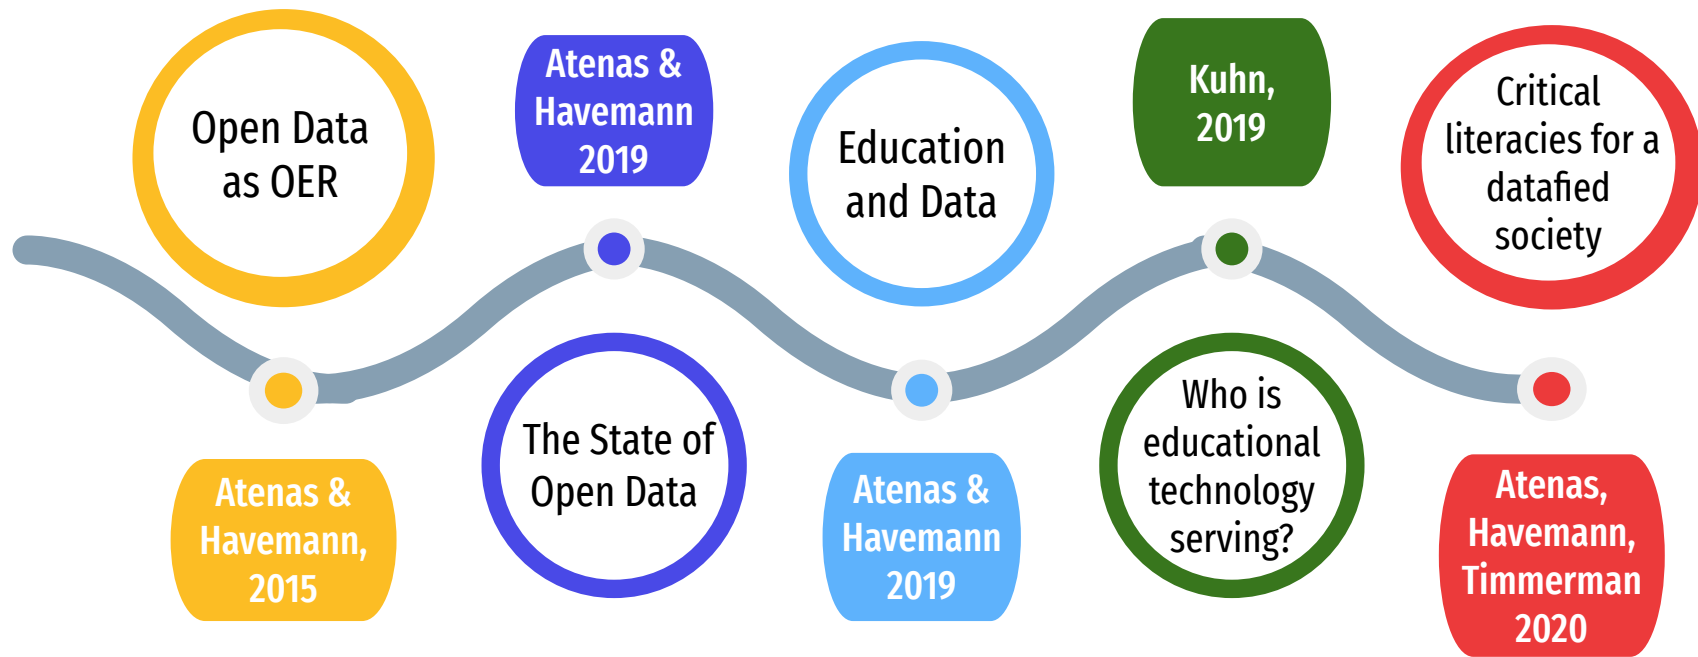 Open Data
as OER
Atenas &
Havemann,
2015
Atenas &
Havemann
2019
The State of
Open Data
Education
and Data
Atenas &
Havemann
2019
Kuhn,
2019
Who is
educational
technology
serving?
Critical
literacies for a
datafied
society
Atenas,
Havemann,
Timmerman
2020